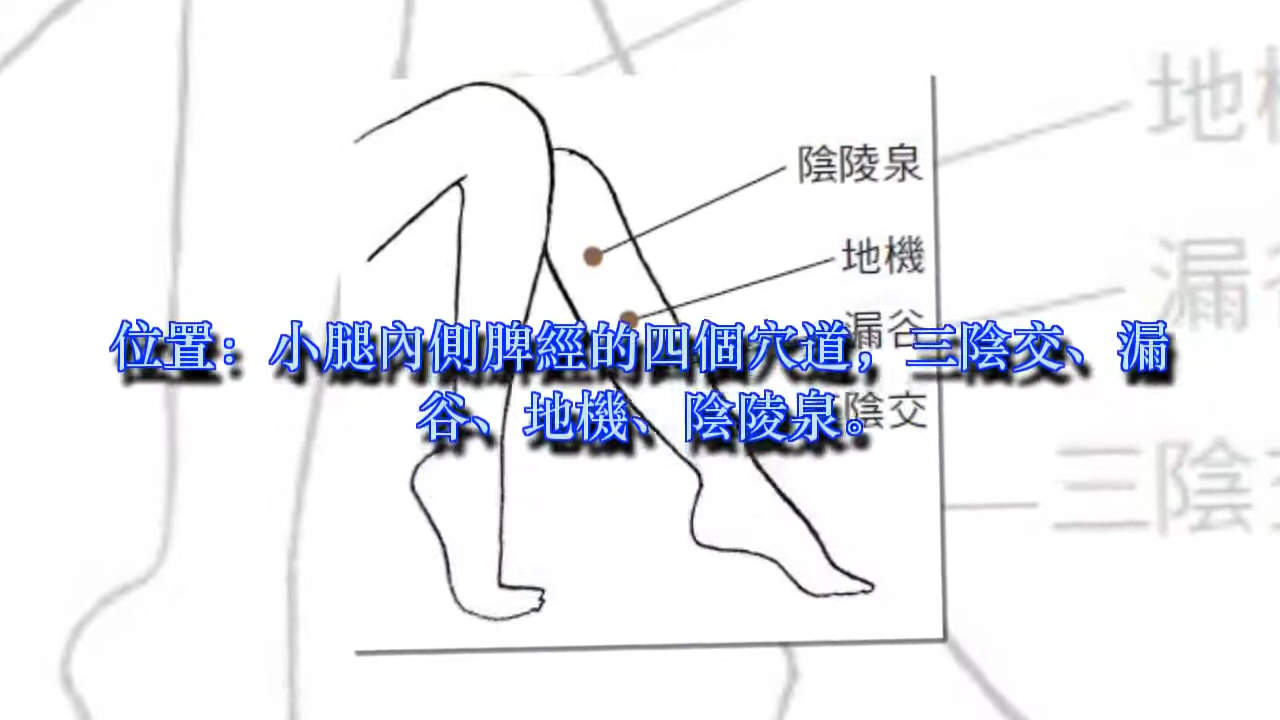 陰陵泉
地機
漏谷
陰交
位置：小腿內側脾經的四個穴道，三陰交、漏
谷、地機、陰陵泉。
地
漏
三陰